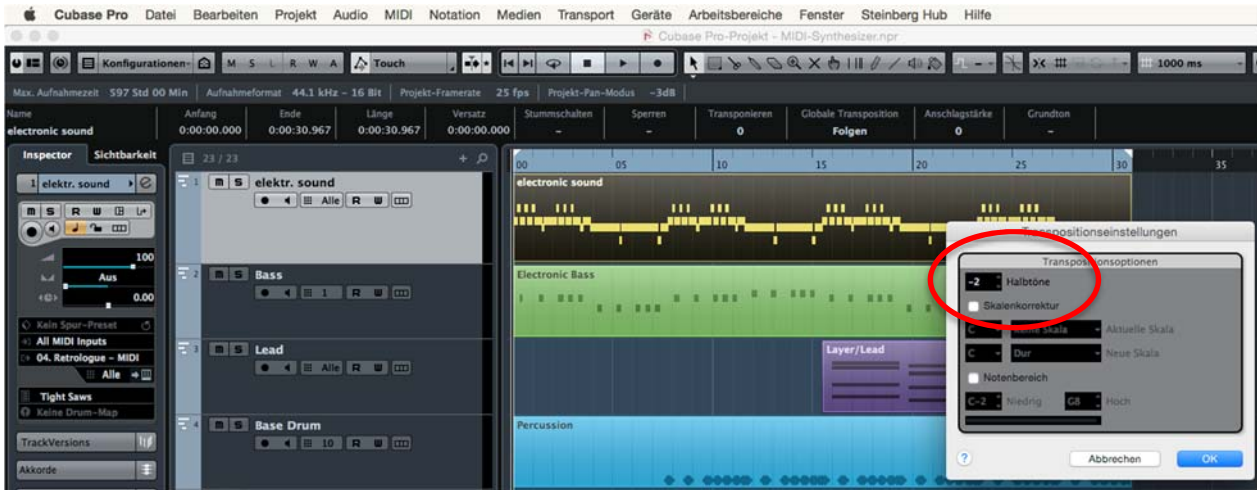 Cubase Pro Datei Bearbeiten Projekt Audio MIDI Notation Medien Transport Geräte Arbeitsbereiche Fenster Steinberg Hub Hilfe
Cubase Pro-Projekt - MIDI-Synthesizer.npr
Konfigurationen M S L R W A Touch 1000 ms
Max. Aufnahmezeit 597 Std 00 Min Aufnahmeformat 44.1 kHz - 16 Bit Projekt-Framerate 25 fps Projekt-Pan-Modus -3dB
Name Anfang Ende Länge Versatz Stummschalten Sperren Transponieren Globale Transposition Anschlagstärke Grundton
electronic sound 0:00:00.000 0:00:30.967 0:00:30.967 0:00:00.000 - - 0 Folgen 0 -
Inspector Sichtbarkeit 23 / 23
00 05 10 15 20 25 30 35
1 elektr. sound
m S R W
100
Aus
0.00
Kein Spur-Preset
All MIDI Inputs
04. Retrologue - MIDI
Alle
Tight Saws
Keine Drum-Map
TrackVersions
Akkorde
1 m S elektr. sound
Alle R W
2 m S Bass
1 R W
3 m S Lead
Alle R W
4 m S Base Drum
10 R W
electronic sound
Electronic Bass
Layer/Lead
Percussion
Transpositionseinstellungen
Transpositionsoptionen
-2 Halbtöne
Skalenkorrektur
C Keine Skala Aktuelle Skala
C Dur Neue Skala
Notenbereich
C-2 Niedrig G8 Hoch
? Abbrechen OK